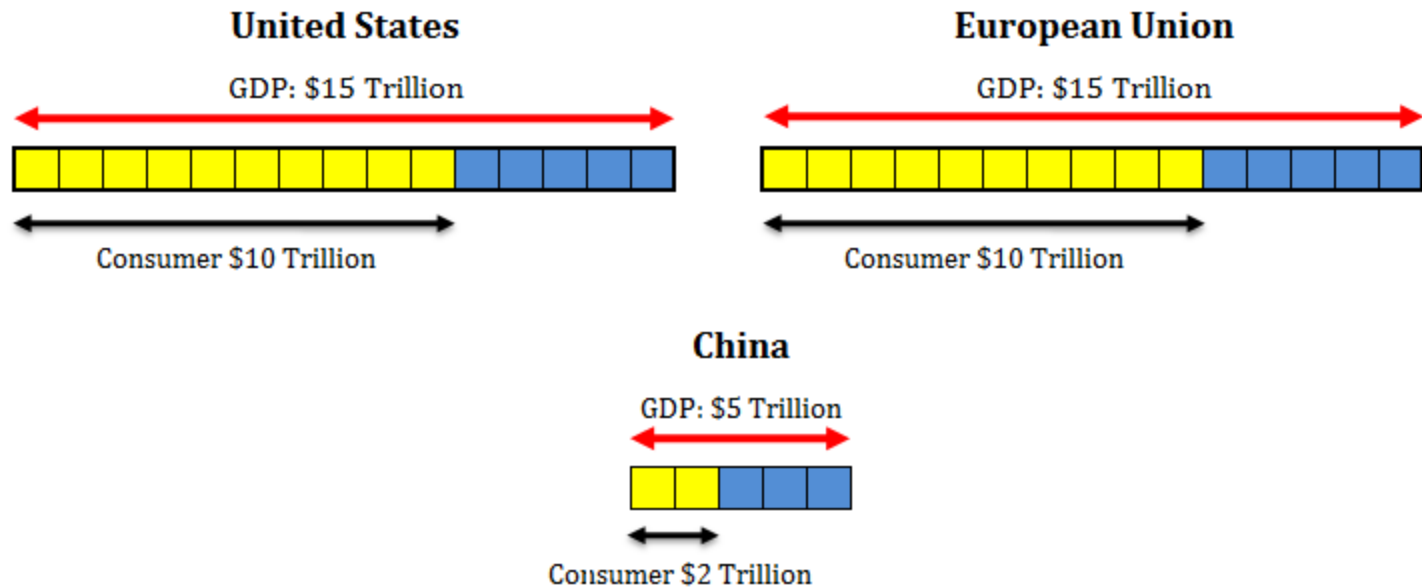 United States
GDP: $15 Trillion
Consumer $10 Trillion
European Union
GDP: $15 Trillion
Consumer $10 Trillion
China
GDP: $5 Trillion
Consumer $2 Trillion